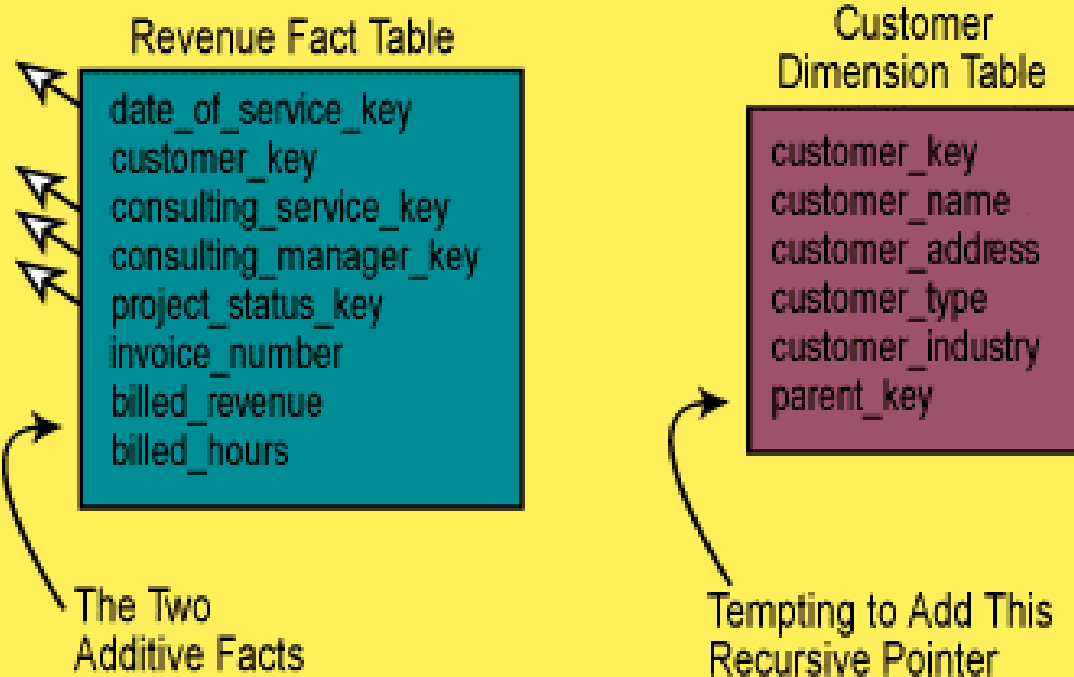 Revenue Fact Table
date_of_service_key
customer_key
consulting_service_key
consulting_manager_key
project_status_key
invoice_number
billed_revenue
billed_hours
The Two
Additive Facts
Customer
Dimension Table
customer_key
customer_name
customer_address
customer_type
customer_industry
parent_key
Tempting to Add This
Recursive Pointer